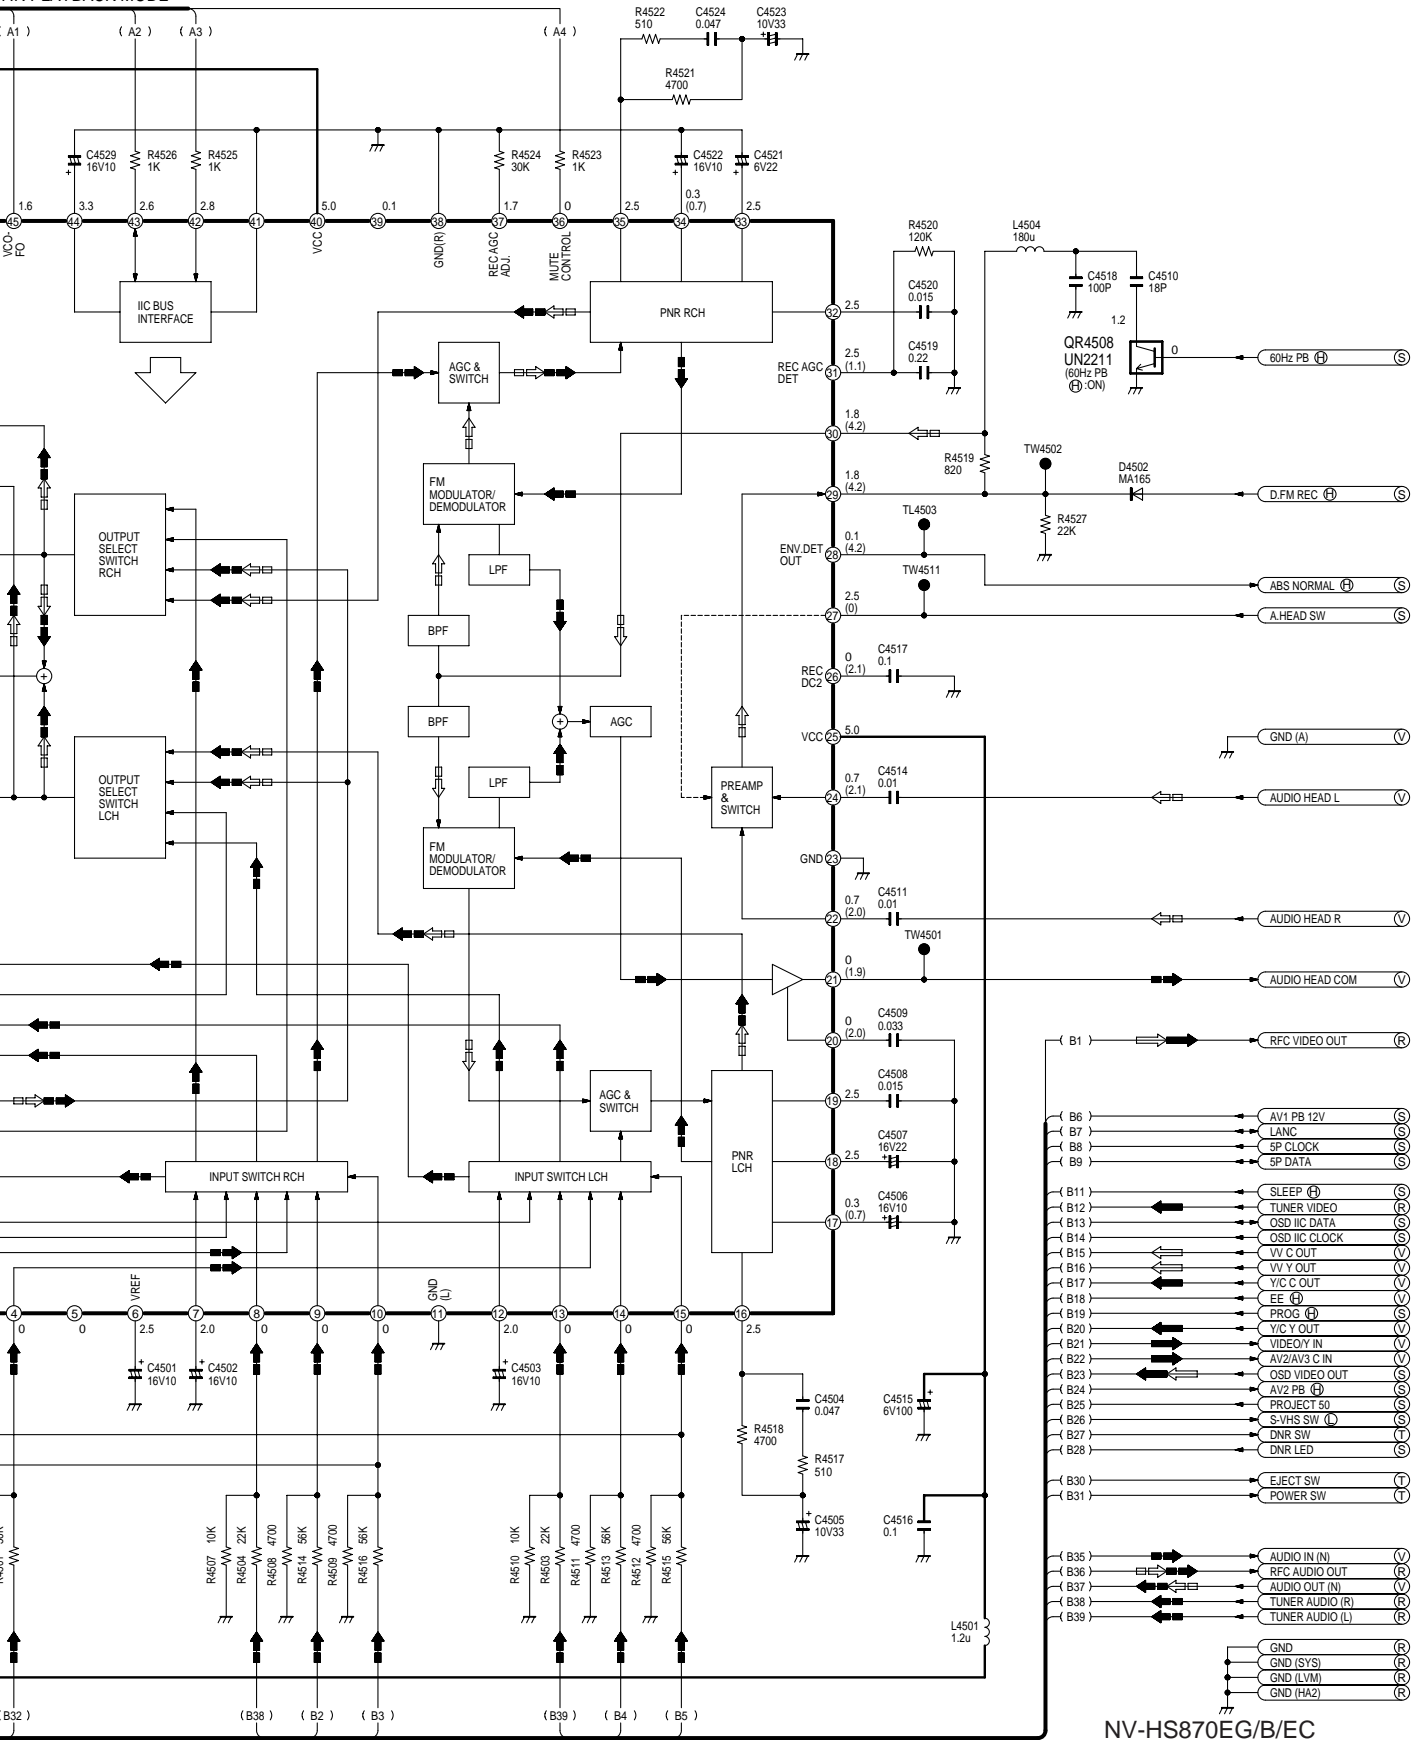 R4522
510
C4524
0.047
C4523
10V33
( A1 )
( A2 )
( A3 )
( A4 )
R4521
4700
C4529
16V10
R4526
1K
R4525
1K
R4524
30K
R4523
1K
C4522
16V10
C4521
6V22
1.6
3.3
2.6
2.8
5.0
0.1
1.7
0
2.5
0.3
(0.7)
2.5
45
44
43
42
41
40
39
38
37
36
35
34
33
VCO-
FO
VCC
GND(R)
REC AGC
ADJ.
MUTE
CONTROL
R4520
120K
L4504
180u
C4518
100P
C4510
18P
IIC BUS
INTERFACE
PNR RCH
32
2.5
C4520
0.015
1.2
QR4508
UN2211
(60Hz PB
H :ON)
0
60Hz PB H
S
AGC &
SWITCH
C4519
0.22
REC AGC
DET
31
2.5
(1.1)
30
1.8
(4.2)
R4519
820
TW4502
D4502
MA165
FM
MODULATOR/
DEMODULATOR
29
1.8
(4.2)
D.FM REC H
S
R4527
22K
OUTPUT
SELECT
SWITCH
RCH
TL4503
LPF
ENV.DET
OUT
28
0.1
(4.2)
TW4511
ABS NORMAL H
S
27
2.5
(0)
A.HEAD SW
S
BPF
REC
DC2
26
0
(2.1)
C4517
0.1
+
BPF
+
AGC
VCC
25
5.0
GND (A)
V
OUTPUT
SELECT
SWITCH
LCH
LPF
PREAMP
&
SWITCH
24
0.7
(2.1)
C4514
0.01
AUDIO HEAD L
V
FM
MODULATOR/
DEMODULATOR
GND
23
22
0.7
(2.0)
C4511
0.01
AUDIO HEAD R
V
TW4501
21
0
(1.9)
AUDIO HEAD COM
V
20
0
(2.0)
C4509
0.033
( B1 )
RFC VIDEO OUT
R
AGC &
SWITCH
19
2.5
C4508
0.015
PNR
LCH
18
2.5
C4507
16V22
INPUT SWITCH RCH
INPUT SWITCH LCH
17
0.3
(0.7)
C4506
16V10
( B6 )
AV1 PB 12V
S
( B7 )
LANC
S
( B8 )
5P CLOCK
S
( B9 )
5P DATA
S
( B11 )
SLEEP H
S
( B12 )
TUNER VIDEO
R
( B13 )
OSD IIC DATA
S
( B14 )
OSD IIC CLOCK
S
( B15 )
VV C OUT
V
( B16 )
VV Y OUT
V
( B17 )
Y/C C OUT
V
( B18 )
EE H
V
( B19 )
PROG H
S
( B20 )
Y/C Y OUT
V
( B21 )
VIDEO/Y IN
V
( B22 )
AV2/AV3 C IN
V
( B23 )
OSD VIDEO OUT
S
( B24 )
AV2 PB H
S
( B25 )
PROJECT 50
S
( B26 )
S-VHS SW L
S
( B27 )
DNR SW
T
( B28 )
DNR LED
S
( B30 )
EJECT SW
T
( B31 )
POWER SW
T
( B35 )
AUDIO IN (N)
V
( B36 )
RFC AUDIO OUT
R
( B37 )
AUDIO OUT (N)
V
( B38 )
TUNER AUDIO (R)
R
( B39 )
TUNER AUDIO (L)
R
GND
R
GND (SYS)
R
GND (LVM)
R
GND (HA2)
R
VREF
GND
(L)
4
5
6
7
8
9
10
11
12
13
14
15
16
0
0
2.5
2.0
0
0
0
2.0
0
0
0
2.5
C4501
16V10
C4502
16V10
C4503
16V10
C4504
0.047
C4515
6V100
R4518
4700
R4517
510
C4505
10V33
C4516
0.1
R4507 10K
R4504 22K
R4508 4700
R4514 56K
R4509 4700
R4516 56K
R4510 10K
R4503 22K
R4511 4700
R4513 56K
R4512 4700
R4515 56K
L4501
1.2u
( B32 )
( B38 )
( B2 )
( B3 )
( B39 )
( B4 )
( B5 )
NV-HS870EG/B/EC